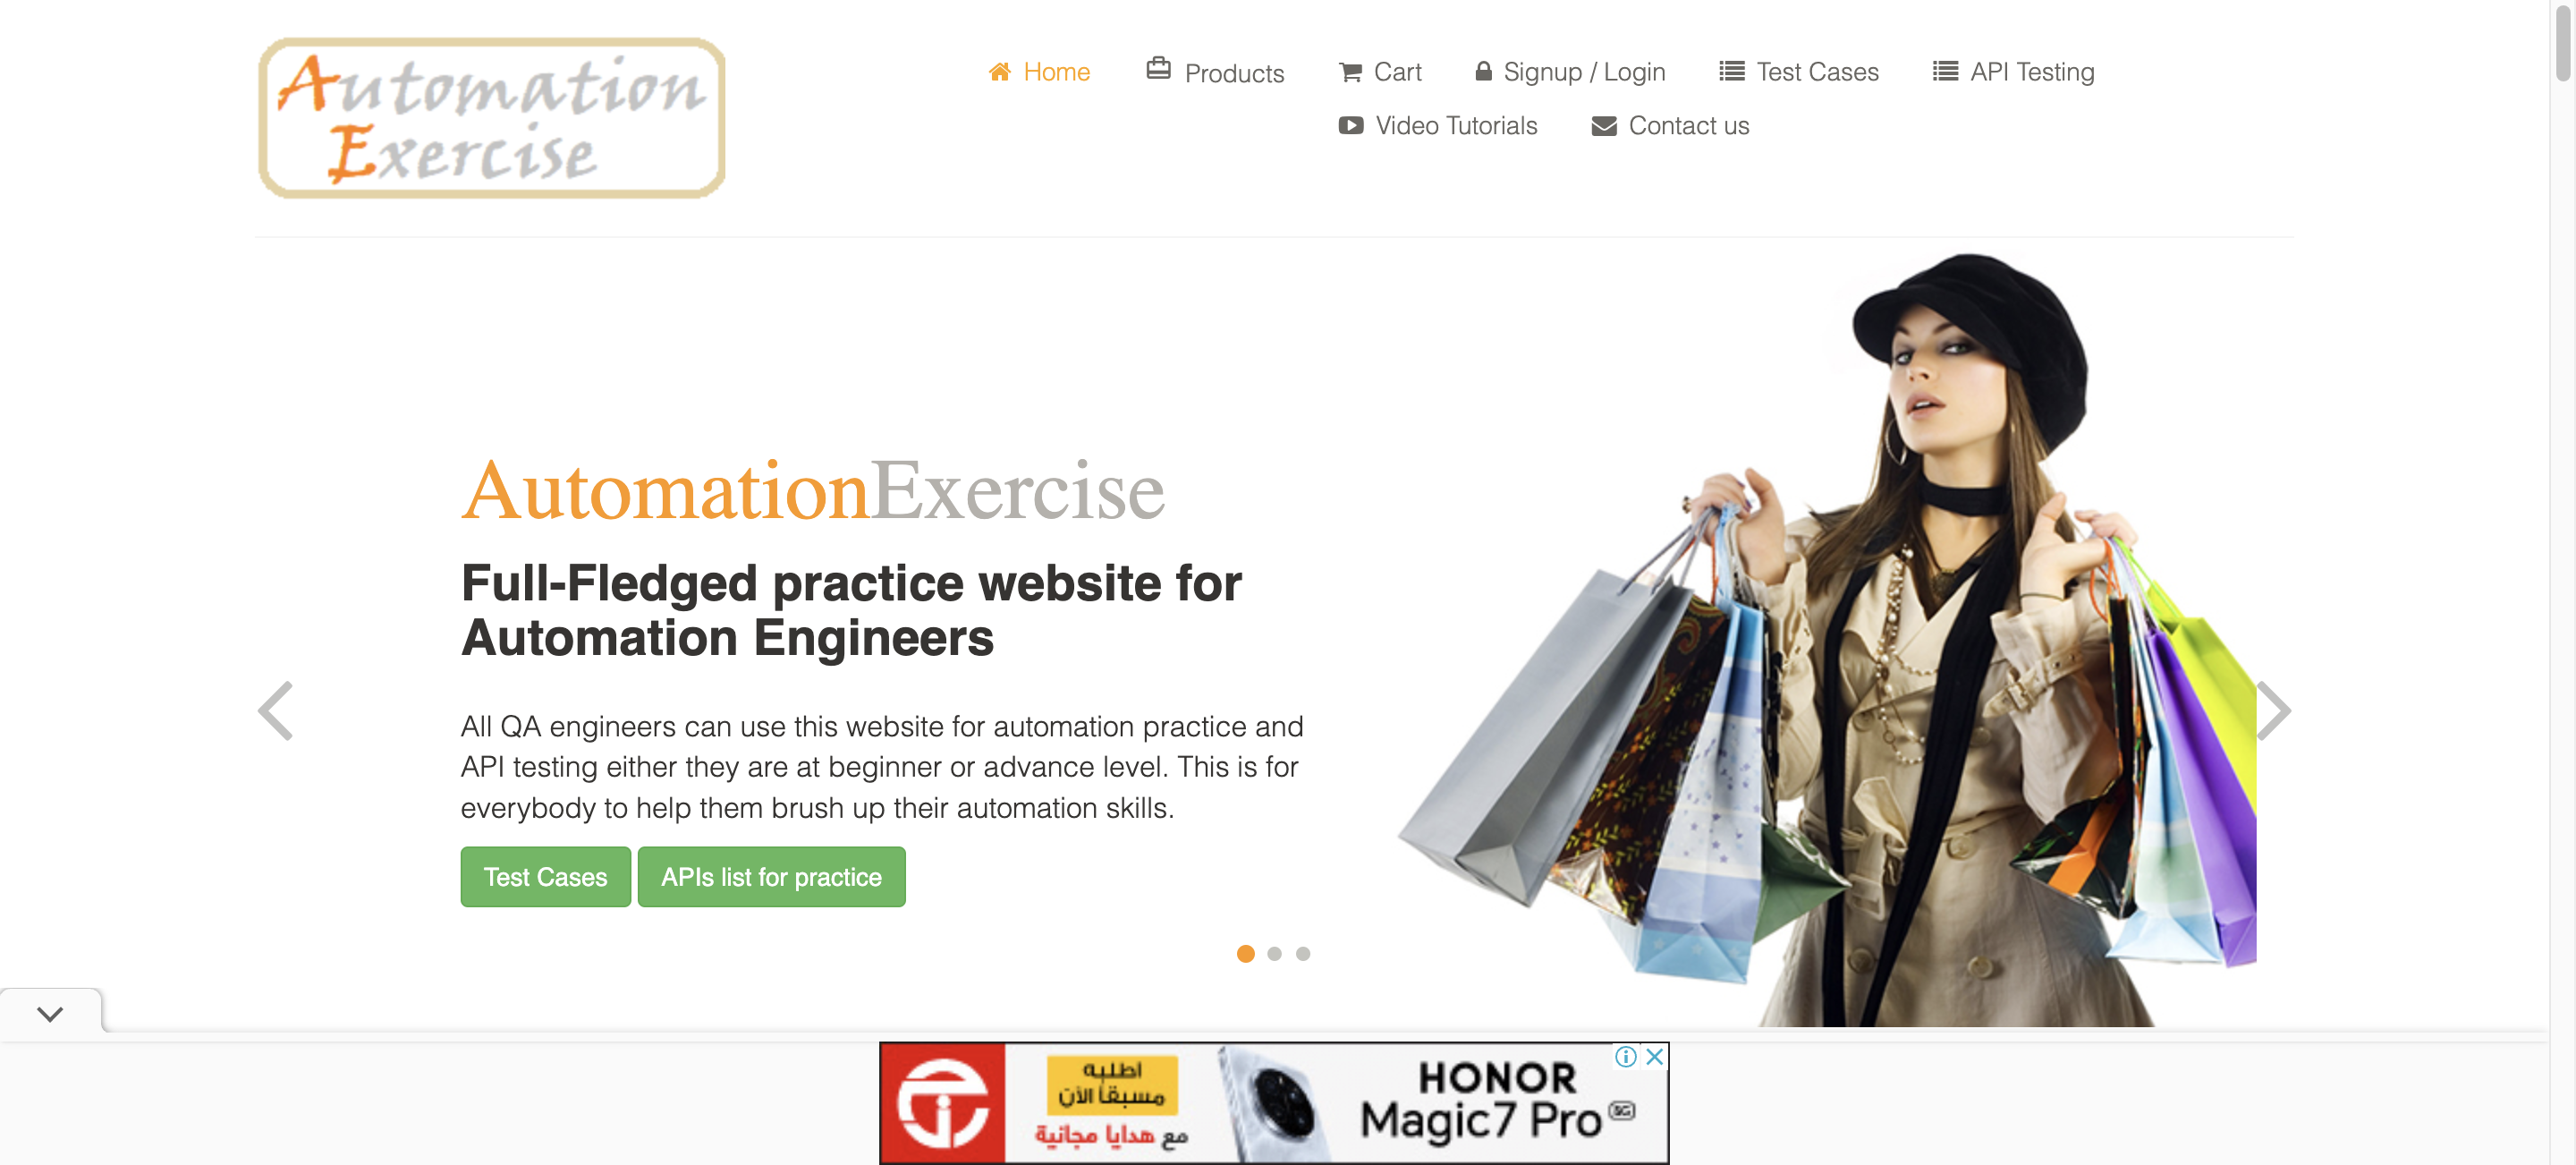 Automation
Exercise
Home
Products
Cart
Signup / Login
Test Cases
API Testing
Video Tutorials
Contact us
AutomationExercise
Full-Fledged practice website for
Automation Engineers
All QA engineers can use this website for automation practice and
API testing either they are at beginner or advance level. This is for
everybody to help them brush up their automation skills.
Test Cases
APIs list for practice
اطلبه
مسبقاً الآن
مع هدايا مجانية
HONOR
Magic7 Pro 5G